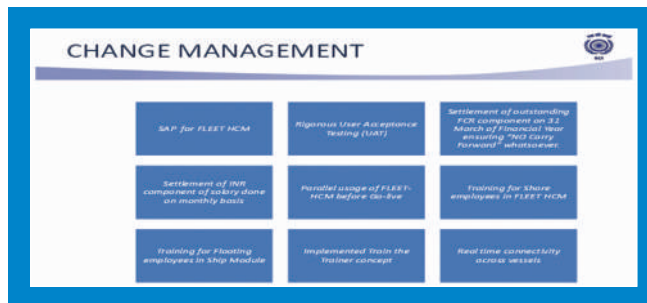 CHANGE MANAGEMENT
SAP for FLEET HCM
Rigorous User Acceptance
Testing (UAT)
Settlement of outstanding
FCR component on 31
March of Financial Year
ensuring "NO Carry
Forward" whatsoever.
Settlement of INR
component of salary done
on monthly basis
Parallel usage of FLEET-
HCM before Go-live
Training for Shore
employees in FLEET HCM
Training for Floating
employees in Ship Module
Implemented Train the
Trainer concept
Real time connectivity
across vessels